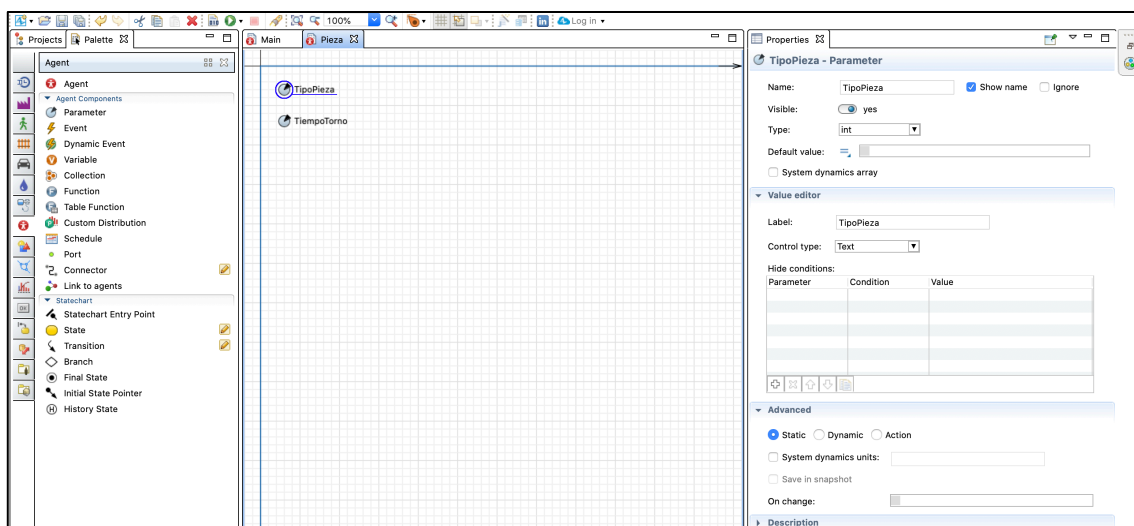 100%
Log in
Projects
Palette
Main
Pieza
Properties
Agent
Agent
Agent Components
Parameter
Event
Dynamic Event
Variable
Collection
Function
Table Function
Custom Distribution
Schedule
Port
Connector
Link to agents
Statechart
Statechart Entry Point
State
Transition
Branch
Final State
Initial State Pointer
History State
TipoPieza
TiempoTorno
TipoPieza - Parameter
Name: TipoPieza Show name Ignore
Visible: yes
Type: int
Default value:
System dynamics array
Value editor
Label: TipoPieza
Control type: Text
Hide conditions:
Parameter Condition Value
Advanced
Static Dynamic Action
System dynamics units:
Save in snapshot
On change:
Description